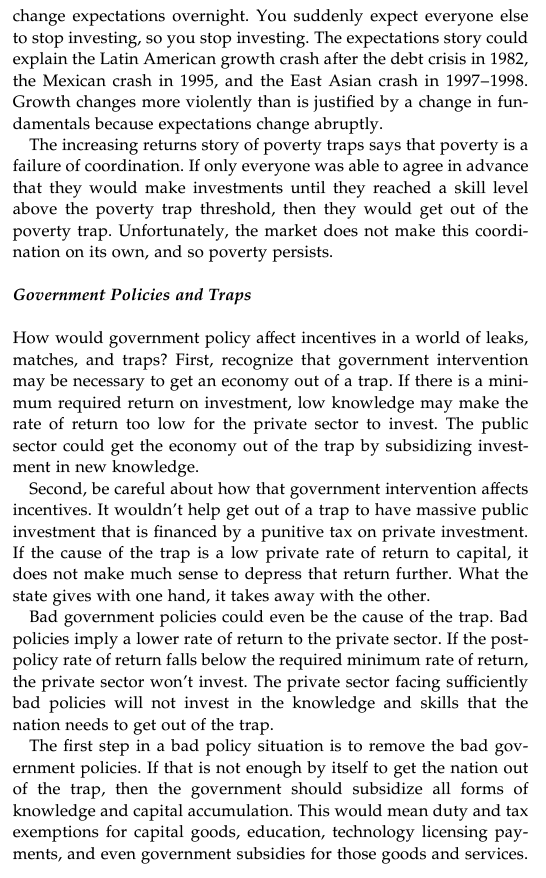 change expectations overnight. You suddenly expect everyone else
to stop investing, so you stop investing. The expectations story could
explain the Latin American growth crash after the debt crisis in 1982,
the Mexican crash in 1995, and the East Asian crash in 1997–1998.
Growth changes more violently than is justified by a change in fun-
damentals because expectations change abruptly.
The increasing returns story of poverty traps says that poverty is a
failure of coordination. If only everyone was able to agree in advance
that they would make investments until they reached a skill level
above the poverty trap threshold, then they would get out of the
poverty trap. Unfortunately, the market does not make this coordi-
nation on its own, and so poverty persists.
Government Policies and Traps
How would government policy affect incentives in a world of leaks,
matches, and traps? First, recognize that government intervention
may be necessary to get an economy out of a trap. If there is a mini-
mum required return on investment, low knowledge may make the
rate of return too low for the private sector to invest. The public
sector could get the economy out of the trap by subsidizing invest-
ment in new knowledge.
Second, be careful about how that government intervention affects
incentives. It wouldn't help get out of a trap to have massive public
investment that is financed by a punitive tax on private investment.
If the cause of the trap is a low private rate of return to capital, it
does not make much sense to depress that return further. What the
state gives with one hand, it takes away with the other.
Bad government policies could even be the cause of the trap. Bad
policies imply a lower rate of return to the private sector. If the post-
policy rate of return falls below the required minimum rate of return,
the private sector won't invest. The private sector facing sufficiently
bad policies will not invest in the knowledge and skills that the
nation needs to get out of the trap.
The first step in a bad policy situation is to remove the bad gov-
ernment policies. If that is not enough by itself to get the nation out
of the trap, then the government should subsidize all forms of
knowledge and capital accumulation. This would mean duty and tax
exemptions for capital goods, education, technology licensing pay-
ments, and even government subsidies for those goods and services.